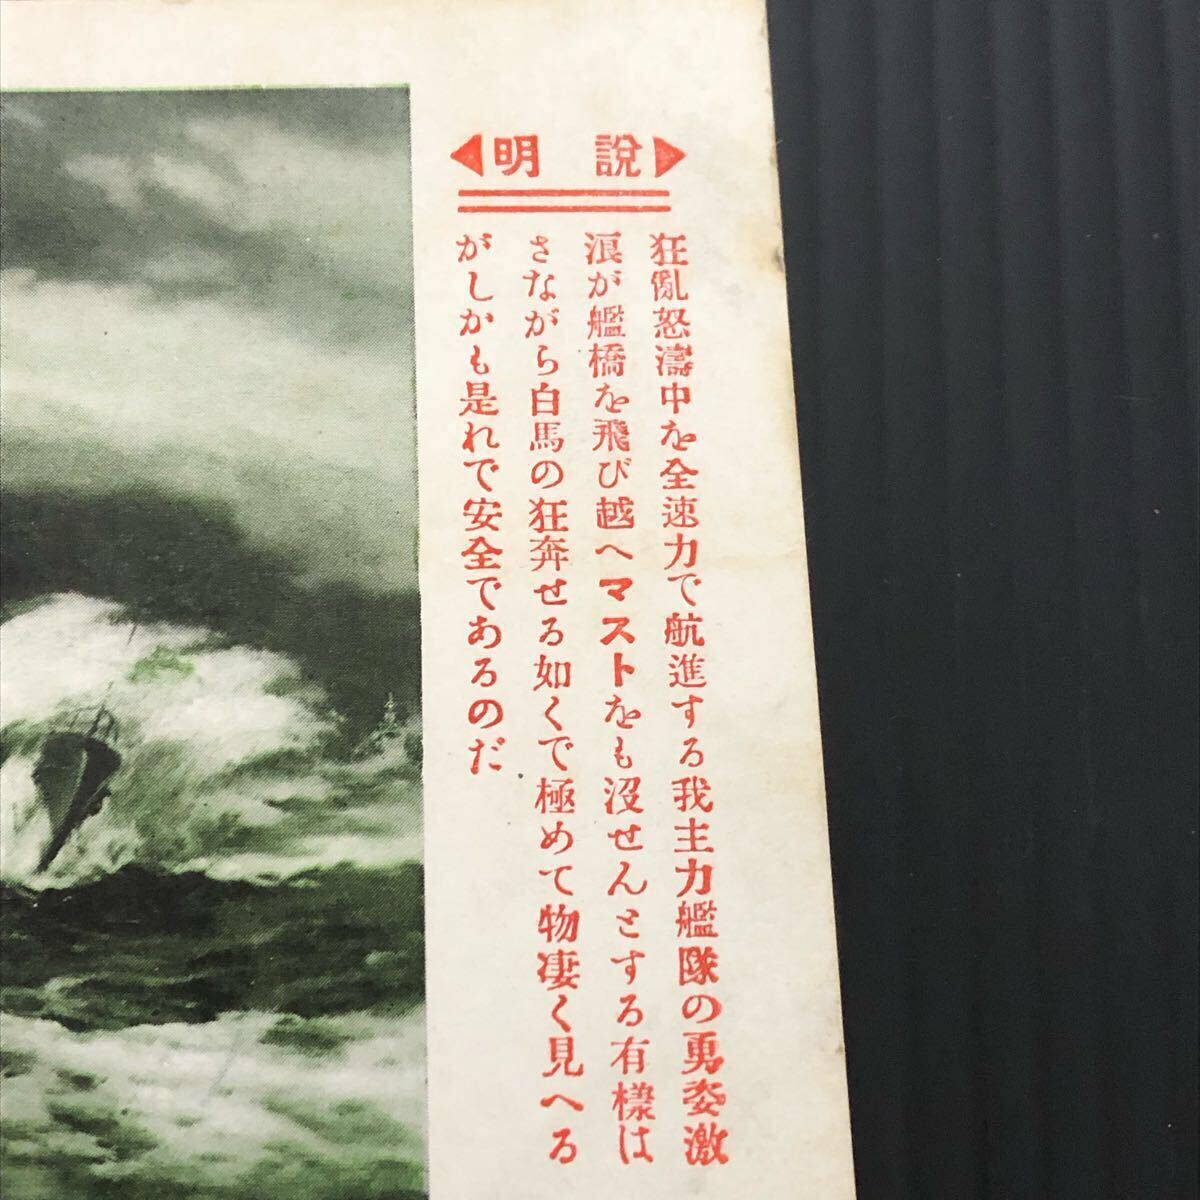 説明
狂亂怒濤中を全速力で航進する我主力艦隊の勇姿激
浪が艦橋を飛び越へマストをも沒せんとする有様は
さながら白馬の狂奔せる如くで極めて物凄く見へる
がしかも是れで安全であるのだ